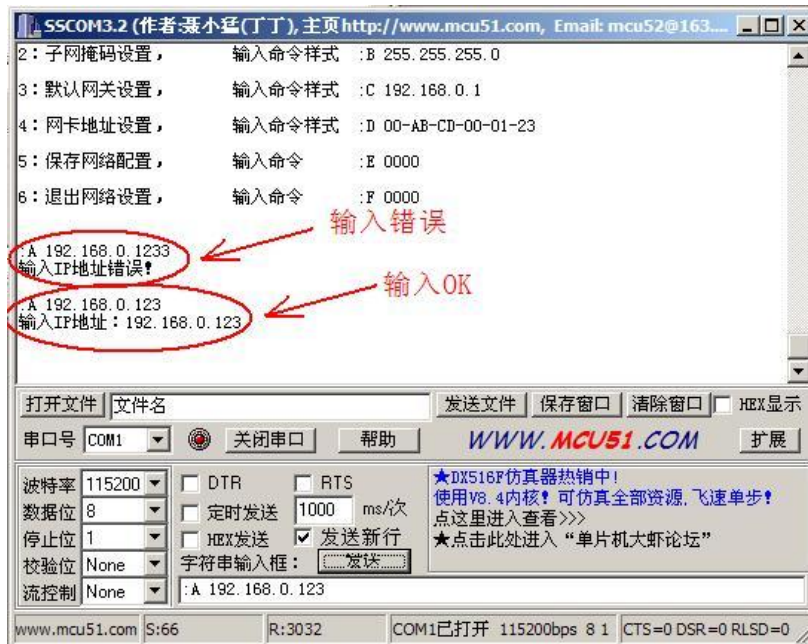 SSCOM3.2 (作者:聂小猛(丁丁), 主页http://www.mcu51.com, Email: mcu52@163....
2：子网掩码设置， 输入命令样式 :B 255.255.255.0
3：默认网关设置， 输入命令样式 :C 192.168.0.1
4：网卡地址设置， 输入命令样式 :D 00-AB-CD-00-01-23
5：保存网络配置， 输入命令 :E 0000
6：退出网络设置， 输入命令 :F 0000
输入错误
:A 192.168.0.1233
输入IP地址错误!
输入OK
:A 192.168.0.123
输入IP地址：192.168.0.123
打开文件 文件名 发送文件 保存窗口 清除窗口 HEX显示
串口号 COM1 关闭串口 帮助 WWW.MCU51.COM 扩展
波特率 115200 DTR RTS
数据位 8 定时发送 1000 ms/次
停止位 1 HEX发送 发送新行
校验位 None 字符串输入框： 发送
流控制 None :A 192.168.0.123
★DX516F仿真器热销中!
使用V8.4内核! 可仿真全部资源,飞速单步!
点这里进入查看>>>
★点击此处进入“单片机大虾论坛”
www.mcu51.com S:66 R:3032 COM1已打开 115200bps 8 1 CTS=0 DSR=0 RLSD=0